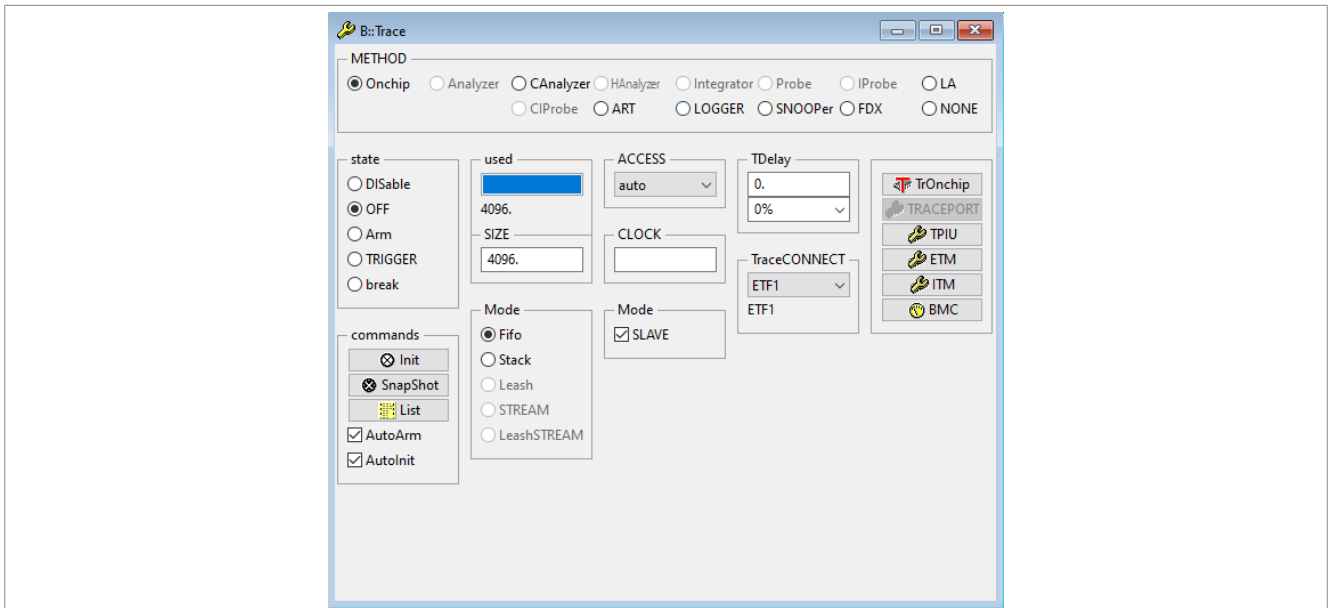 B::Trace
METHOD
Onchip Analyzer CAnalyzer HAnalyzer Integrator Probe IProbe LA
CIProbe ART LOGGER SNOOPer FDX NONE
state
DISable
OFF
Arm
TRIGGER
break
commands
Init
SnapShot
List
AutoArm
AutoInit
used
4096.
SIZE
4096.
Mode
Fifo
Stack
Leash
STREAM
LeashSTREAM
ACCESS
auto
CLOCK
Mode
SLAVE
TDelay
0.
0%
TraceCONNECT
ETF1
ETF1
TrOnchip
TRACEPORT
TPIU
ETM
ITM
BMC